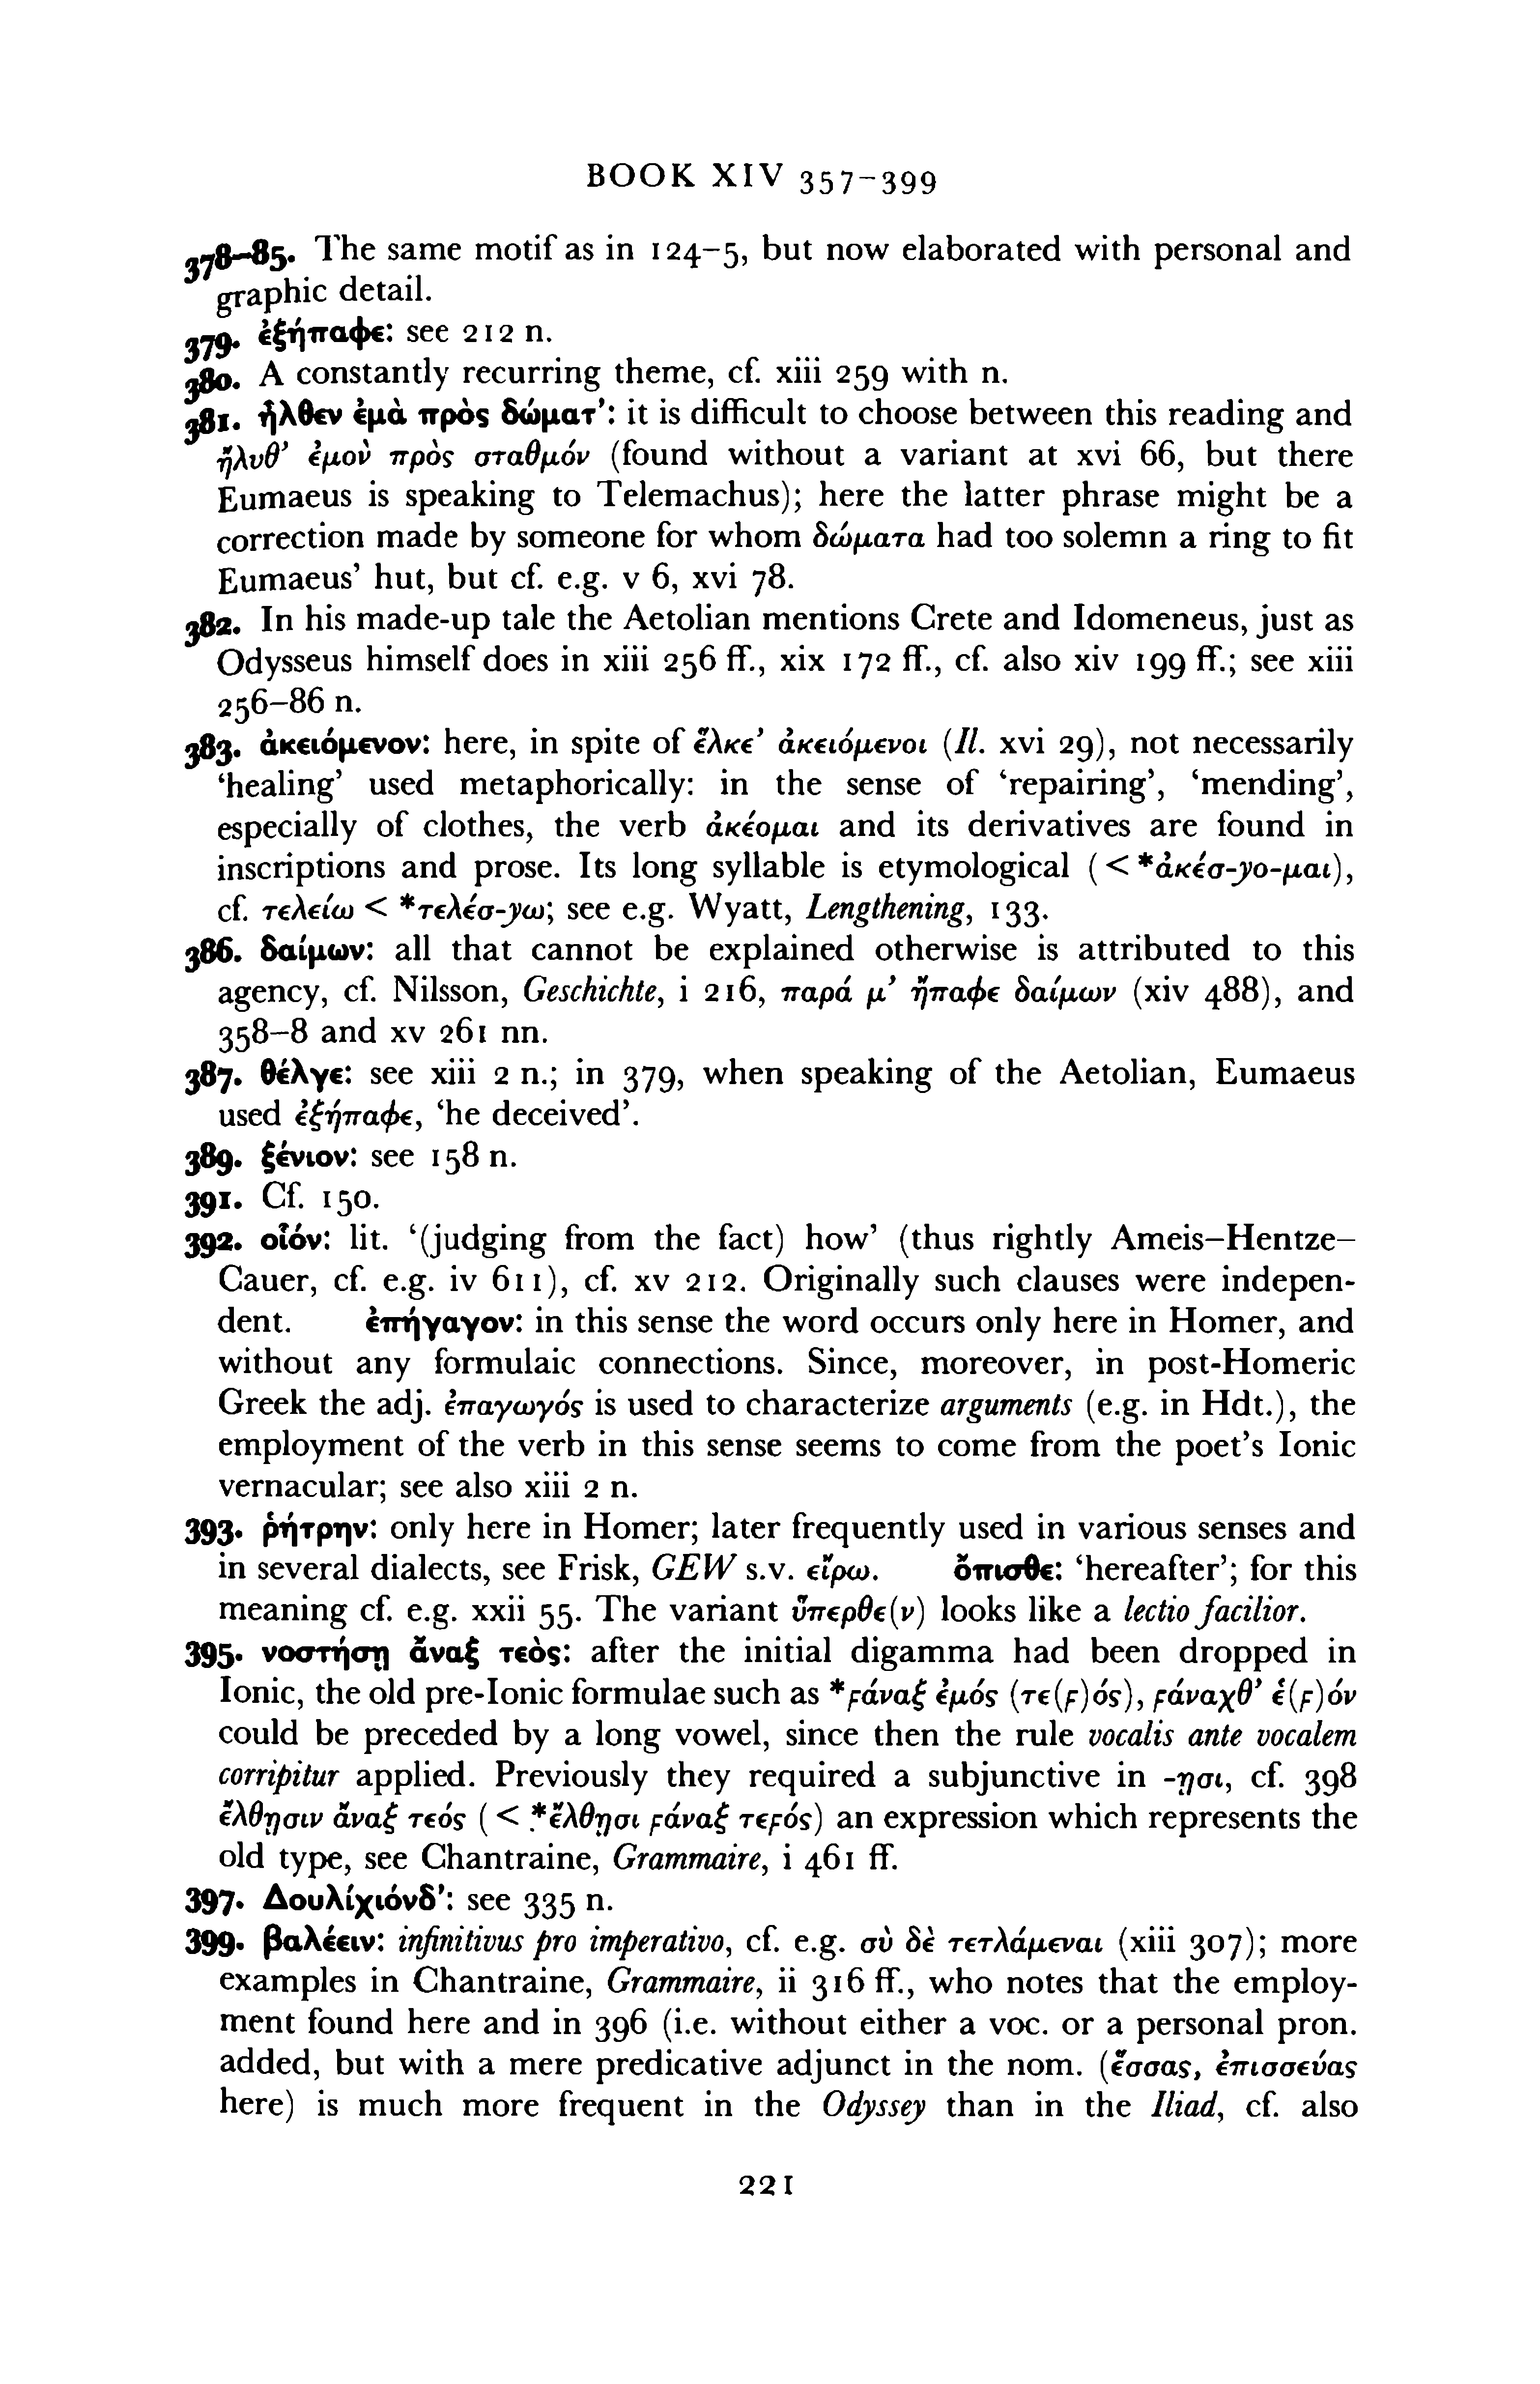 BOOK XIV 357–399
378–85. The same motif as in 124–5, but now elaborated with personal and
graphic detail.
379. ἐξήπαφε: see 212 n.
380. A constantly recurring theme, cf. xiii 259 with n.
381. ἦλθεν ἐμὰ πρὸς δώματ’: it is difficult to choose between this reading and
ἤλυθ’ ἐμὸν πρὸς σταθμόν (found without a variant at xvi 66, but there
Eumaeus is speaking to Telemachus); here the latter phrase might be a
correction made by someone for whom δώματα had too solemn a ring to fit
Eumaeus’ hut, but cf. e.g. v 6, xvi 78.
382. In his made-up tale the Aetolian mentions Crete and Idomeneus, just as
Odysseus himself does in xiii 256 ff., xix 172 ff., cf. also xiv 199 ff.; see xiii
256–86 n.
383. ἀκειόμενον: here, in spite of ἕλκε’ ἀκειόμενοι (Il. xvi 29), not necessarily
‘healing’ used metaphorically: in the sense of ‘repairing’, ‘mending’,
especially of clothes, the verb ἀκέομαι and its derivatives are found in
inscriptions and prose. Its long syllable is etymological (< *ἀκέσ-yo-μαι),
cf. τελείω < *τελέσ-yω; see e.g. Wyatt, Lengthening, 133.
386. δαίμων: all that cannot be explained otherwise is attributed to this
agency, cf. Nilsson, Geschichte, i 216, παρά μ’ ἤπαφε δαίμων (xiv 488), and
358–8 and xv 261 nn.
387. θέλγε: see xiii 2 n.; in 379, when speaking of the Aetolian, Eumaeus
used ἐξήπαφε, ‘he deceived’.
389. ξένιον: see 158 n.
391. Cf. 150.
392. οἷόν: lit. ‘(judging from the fact) how’ (thus rightly Ameis–Hentze–
Cauer, cf. e.g. iv 611), cf. xv 212. Originally such clauses were indepen-
dent. ἐπήγαγον: in this sense the word occurs only here in Homer, and
without any formulaic connections. Since, moreover, in post-Homeric
Greek the adj. ἐπαγωγός is used to characterize arguments (e.g. in Hdt.), the
employment of the verb in this sense seems to come from the poet’s Ionic
vernacular; see also xiii 2 n.
393. ῥήτρην: only here in Homer; later frequently used in various senses and
in several dialects, see Frisk, GEW s.v. εἴρω. ὄπισθε: ‘hereafter’; for this
meaning cf. e.g. xxii 55. The variant ὕπερθε(ν) looks like a lectio facilior.
395. νοστήσῃ ἄναξ τεὸς: after the initial digamma had been dropped in
Ionic, the old pre-Ionic formulae such as *ϝάναξ ἐμός (τε(ϝ)ός), ϝάναχθ’ ἑ(ϝ)όν
could be preceded by a long vowel, since then the rule vocalis ante vocalem
corripitur applied. Previously they required a subjunctive in -ῃσι, cf. 398
ἔλθῃσιν ἄναξ τεός (< *ἔλθῃσι ϝάναξ τεϝός) an expression which represents the
old type, see Chantraine, Grammaire, i 461 ff.
397. Δουλίχιόνδ’: see 335 n.
399. βαλέειν: infinitivus pro imperativo, cf. e.g. σὺ δὲ τετλάμεναι (xiii 307); more
examples in Chantraine, Grammaire, ii 316 ff., who notes that the employ-
ment found here and in 396 (i.e. without either a voc. or a personal pron.
added, but with a mere predicative adjunct in the nom. (ἕσσας, ἐπισσεύας
here) is much more frequent in the Odyssey than in the Iliad, cf. also
221